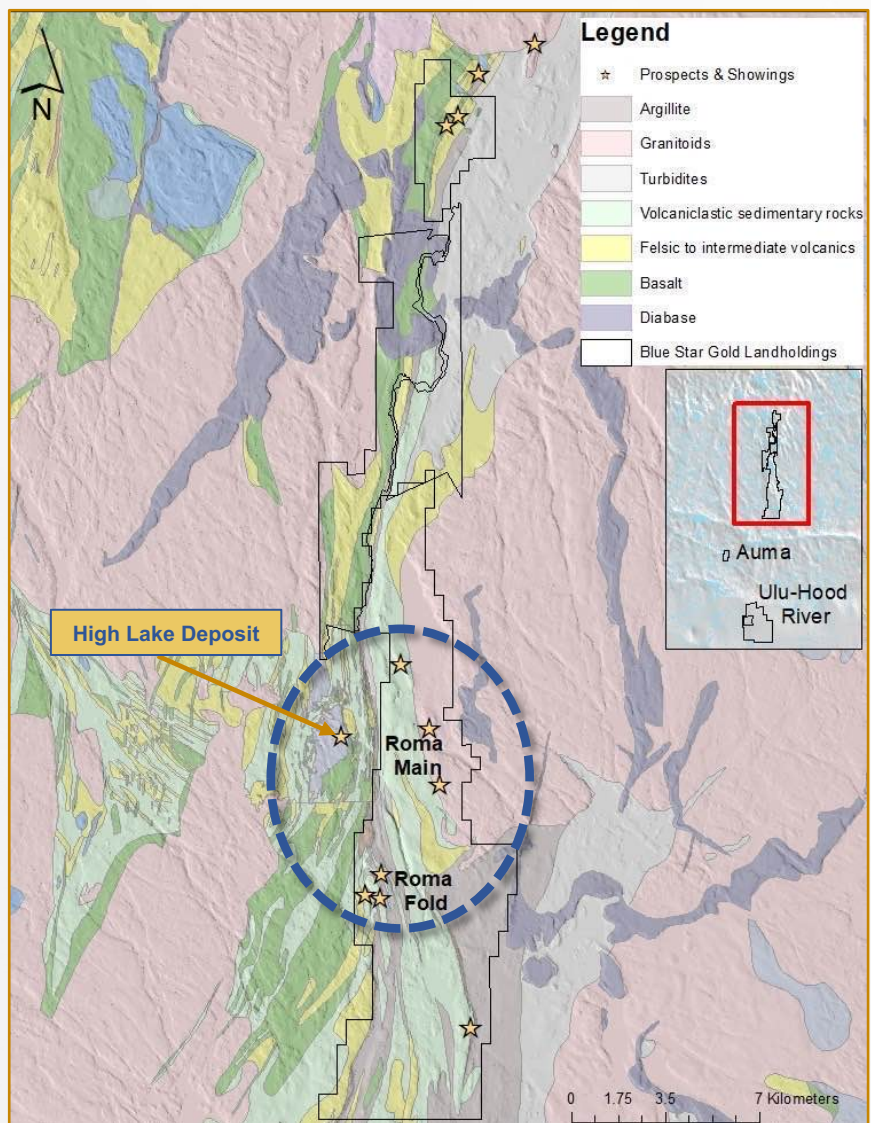 N
Legend
Prospects & Showings
Argillite
Granitoids
Turbidites
Volcaniclastic sedimentary rocks
Felsic to intermediate volcanics
Basalt
Diabase
Blue Star Gold Landholdings
Auma
Ulu-Hood
River
High Lake Deposit
Roma
Main
Roma
Fold
0 1.75 3.5 7 Kilometers